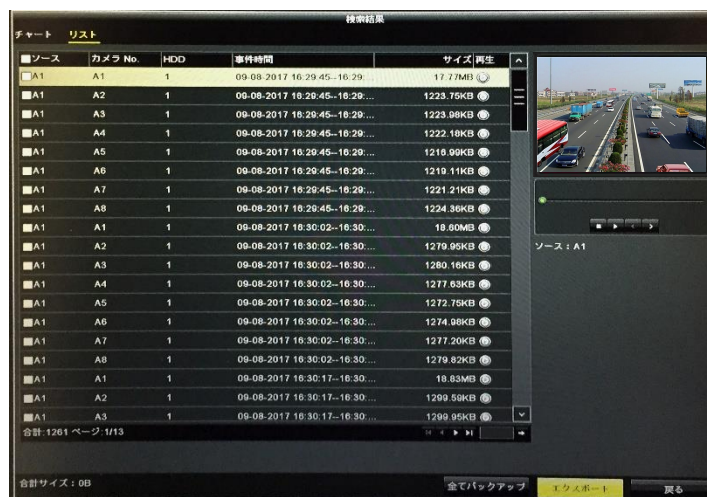 検索結果
チャート リスト
ソース カメラ No. HDD 事件時間 サイズ 再生
A1 A1 1 09-08-2017 16:29:45--16:29:... 17.77MB
A1 A2 1 09-08-2017 16:29:45--16:29:... 1223.75KB
A1 A3 1 09-08-2017 16:29:45--16:29:... 1223.98KB
A1 A4 1 09-08-2017 16:29:45--16:29:... 1222.18KB
A1 A5 1 09-08-2017 16:29:45--16:29:... 1216.99KB
A1 A6 1 09-08-2017 16:29:45--16:29:... 1219.11KB
A1 A7 1 09-08-2017 16:29:45--16:29:... 1221.21KB
A1 A8 1 09-08-2017 16:29:45--16:29:... 1224.36KB
A1 A1 1 09-08-2017 16:30:02--16:30:... 18.60MB
A1 A2 1 09-08-2017 16:30:02--16:30:... 1279.95KB
A1 A3 1 09-08-2017 16:30:02--16:30:... 1280.16KB
A1 A4 1 09-08-2017 16:30:02--16:30:... 1277.63KB
A1 A5 1 09-08-2017 16:30:02--16:30:... 1272.75KB
A1 A6 1 09-08-2017 16:30:02--16:30:... 1274.98KB
A1 A7 1 09-08-2017 16:30:02--16:30:... 1277.20KB
A1 A8 1 09-08-2017 16:30:02--16:30:... 1279.82KB
A1 A1 1 09-08-2017 16:30:17--16:30:... 18.83MB
A1 A2 1 09-08-2017 16:30:17--16:30:... 1299.59KB
A1 A3 1 09-08-2017 16:30:17--16:30:... 1299.95KB
合計:1261 ページ:1/13
ソース : A1
合計サイズ : 0B
全てバックアップ エクスポート 戻る